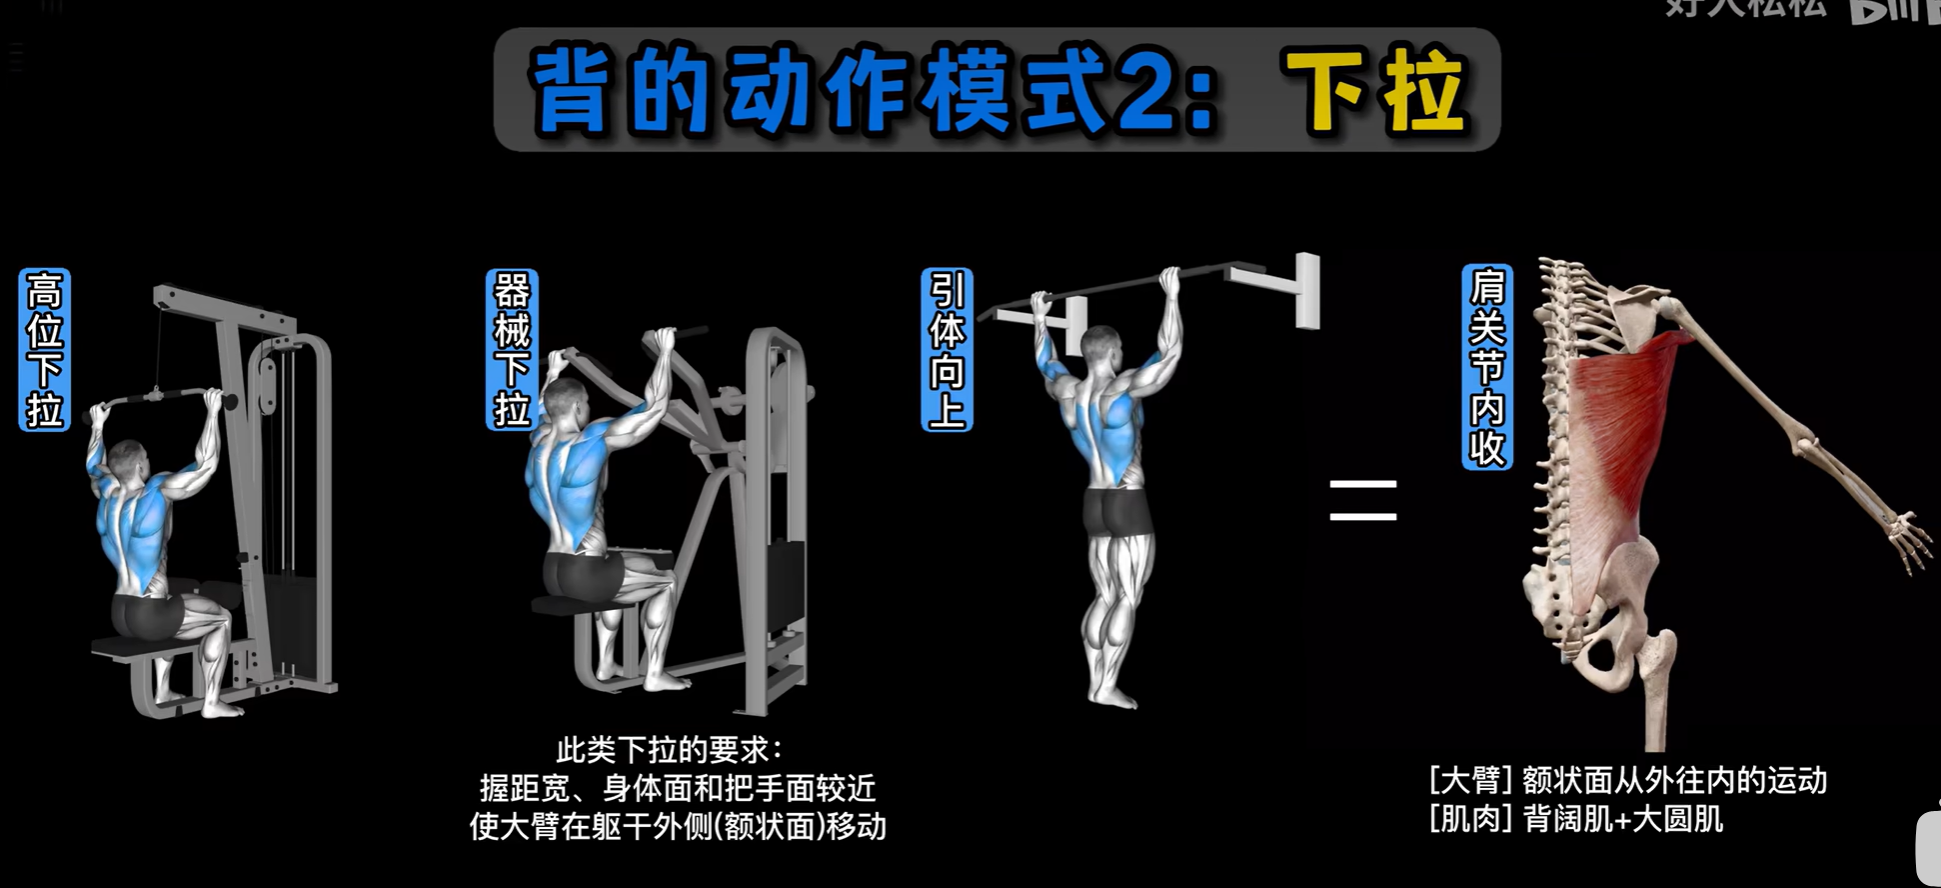 好人松松
背的动作模式2：下拉
高位下拉
器械下拉
引体向上
肩关节内收
此类下拉的要求：
握距宽、身体面和把手面较近
使大臂在躯干外侧(额状面)移动
[大臂] 额状面从外往内的运动
[肌肉] 背阔肌+大圆肌